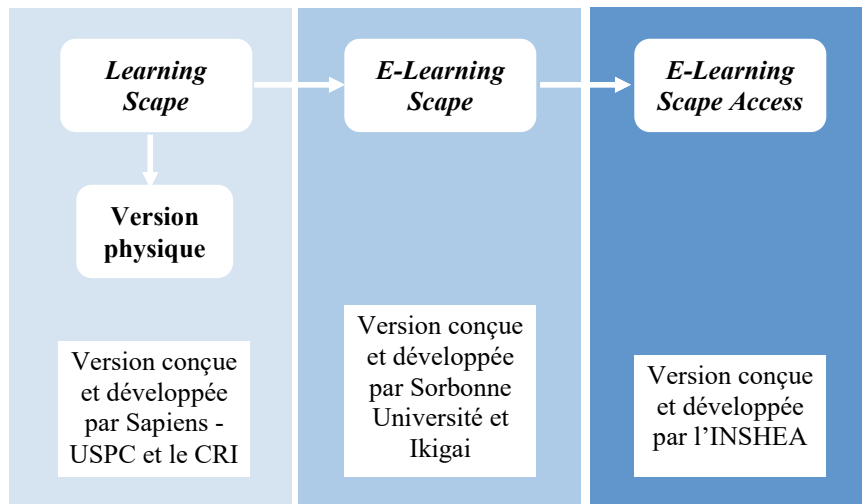 Learning
Scape
E-Learning
Scape
E-Learning
Scape Access
Version
physique
Version conçue
et développée
par Sapiens -
USPC et le CRI
Version conçue
et développée
par Sorbonne
Université et
Ikigai
Version conçue
et développée
par l’INSHEA